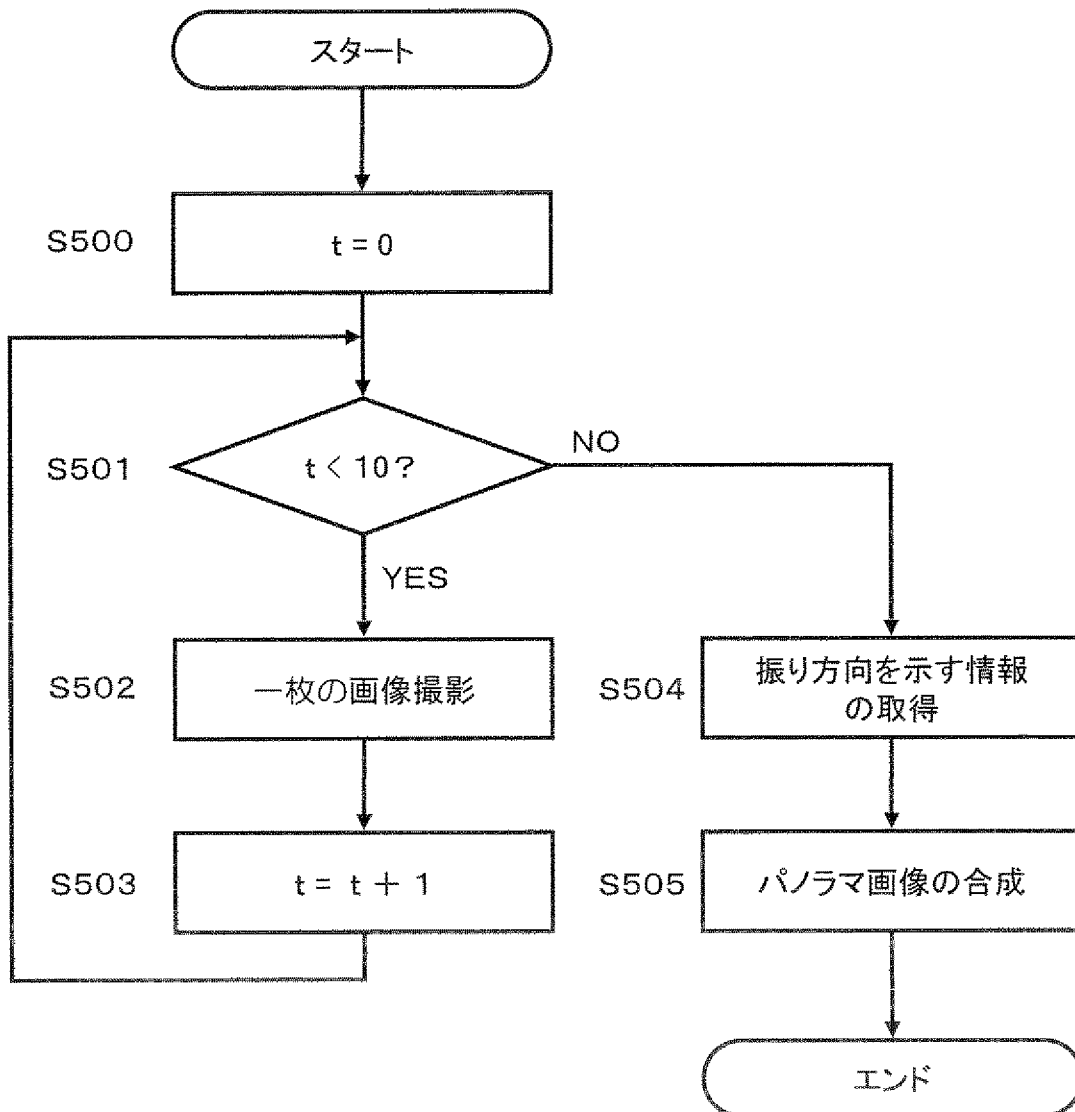 スタート
S500
t = 0
S501
t < 10?
NO
YES
S502
一枚の画像撮影
S503
t = t + 1
S504
振り方向を示す情報
の取得
S505
パノラマ画像の合成
エンド